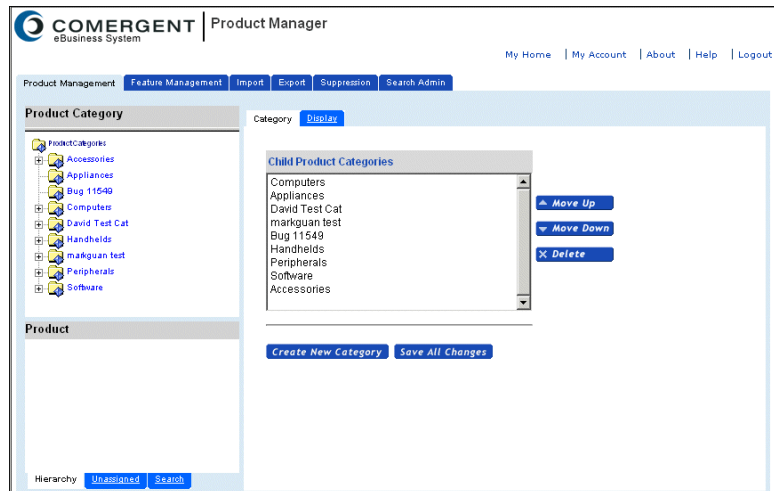 COMERGENT
eBusiness System
Product Manager
My Home | My Account | About | Help | Logout
Product Management Feature Management Import Export Suppression Search Admin
Product Category
Product Categories
Accessories
Appliances
Bug 11549
Computers
David Test Cat
Handhelds
markguan test
Peripherals
Software
Product
Hierarchy Unassigned Search
Category Display
Child Product Categories
Computers
Appliances
David Test Cat
markguan test
Bug 11549
Handhelds
Peripherals
Software
Accessories
Move Up
Move Down
Delete
Create New Category Save All Changes